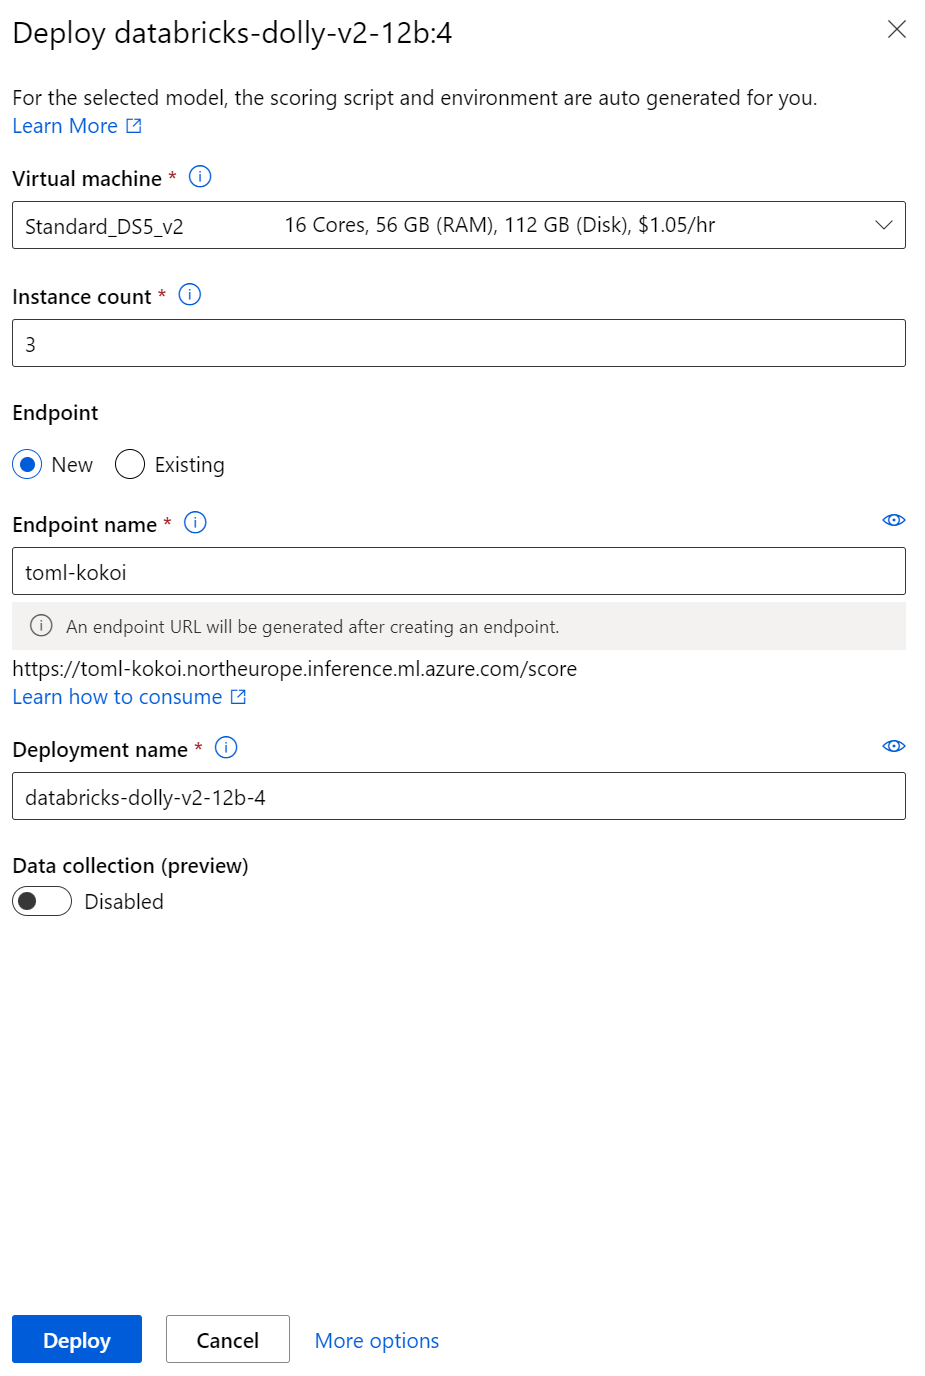 Deploy databricks-dolly-v2-12b:4
For the selected model, the scoring script and environment are auto generated for you.
Learn More
Virtual machine *
Standard_DS5_v2 16 Cores, 56 GB (RAM), 112 GB (Disk), $1.05/hr
Instance count *
3
Endpoint
New Existing
Endpoint name *
toml-kokoi
An endpoint URL will be generated after creating an endpoint.
https://toml-kokoi.northeurope.inference.ml.azure.com/score
Learn how to consume
Deployment name *
databricks-dolly-v2-12b-4
Data collection (preview)
Disabled
Deploy Cancel More options